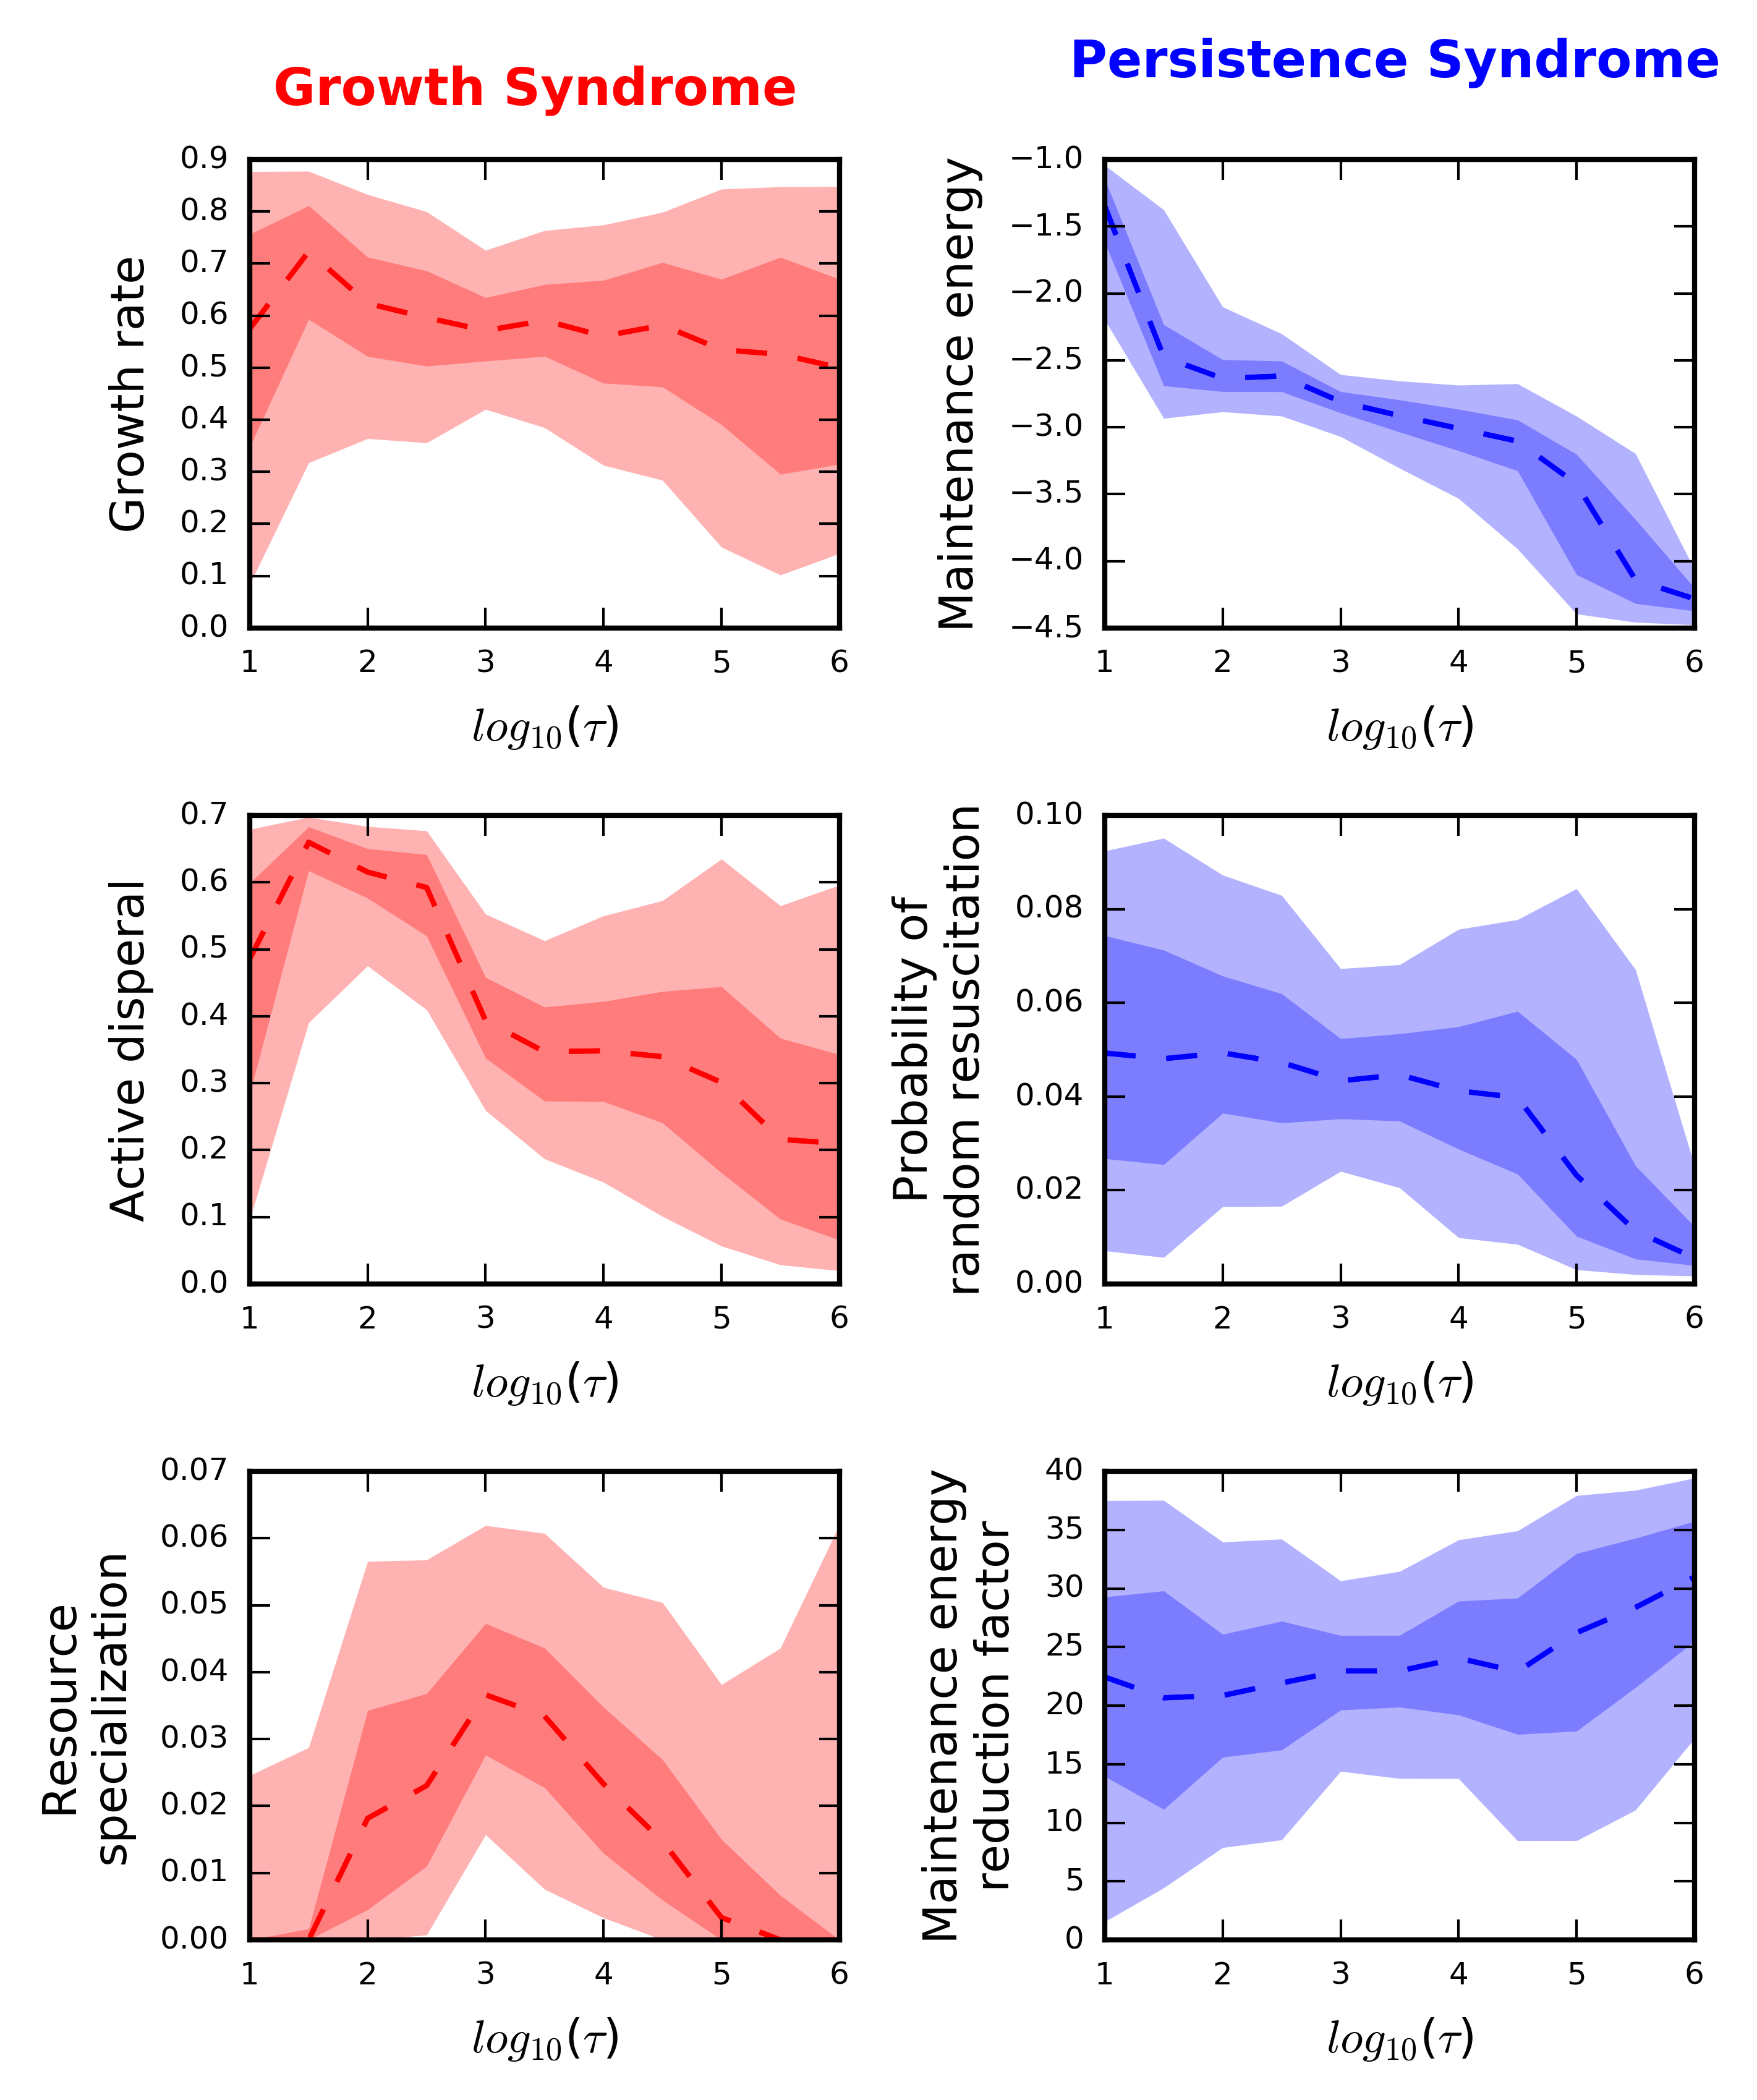 Growth Syndrome
Persistence Syndrome
Growth rate
0.9
0.8
0.7
0.6
0.5
0.4
0.3
0.2
0.1
0.0
1 2 3 4 5 6
log10(τ)
Maintenance energy
−1.0
−1.5
−2.0
−2.5
−3.0
−3.5
−4.0
−4.5
1 2 3 4 5 6
log10(τ)
Active disperal
0.7
0.6
0.5
0.4
0.3
0.2
0.1
0.0
1 2 3 4 5 6
log10(τ)
Probability of
random resuscitation
0.10
0.08
0.06
0.04
0.02
0.00
1 2 3 4 5 6
log10(τ)
Resource
specialization
0.07
0.06
0.05
0.04
0.03
0.02
0.01
0.00
1 2 3 4 5 6
log10(τ)
Maintenance energy
reduction factor
40
35
30
25
20
15
10
5
0
1 2 3 4 5 6
log10(τ)